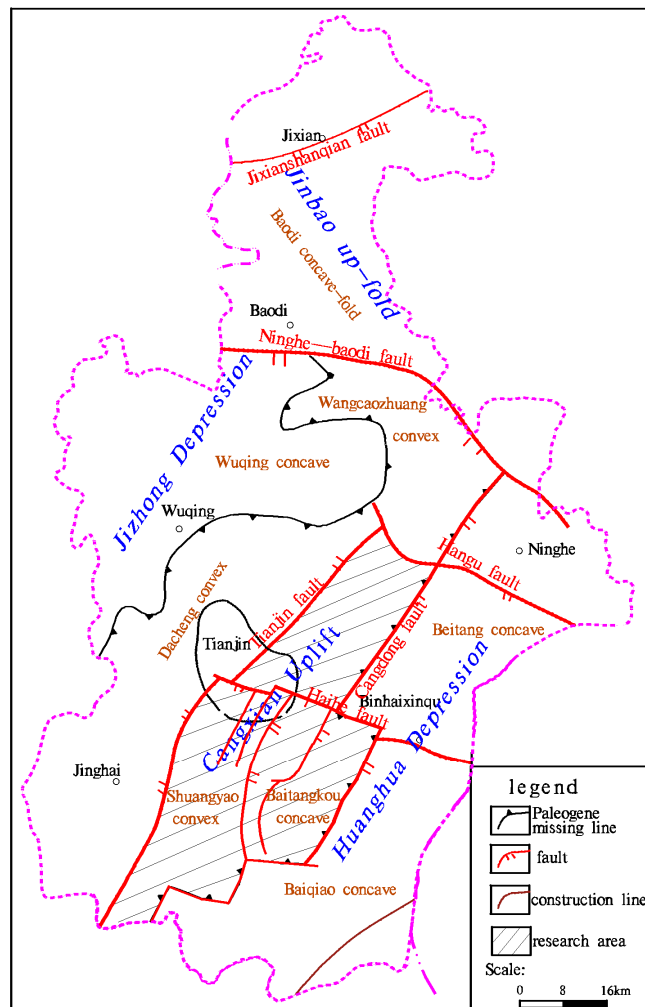 Jixian
Jixianshanqian fault
Jinbao up-fold
Baodi concave-fold
Baodi
Ninghe—baodi fault
Wangcaozhuang
convex
Jizhong Depression
Wuqing concave
Wuqing
Ninghe
Hangu fault
Tianjin fault
Dacheng convex
Tianjin
Beitang concave
Cangdong fault
Cangxian Uplift
Binhaixinqu
Haihe fault
Huanghua Depression
Jinghai
Shuangyao
convex
Baitangkou
concave
Baiqiao concave
legend
Paleogene
missing line
fault
construction line
research area
Scale:
0 8 16km